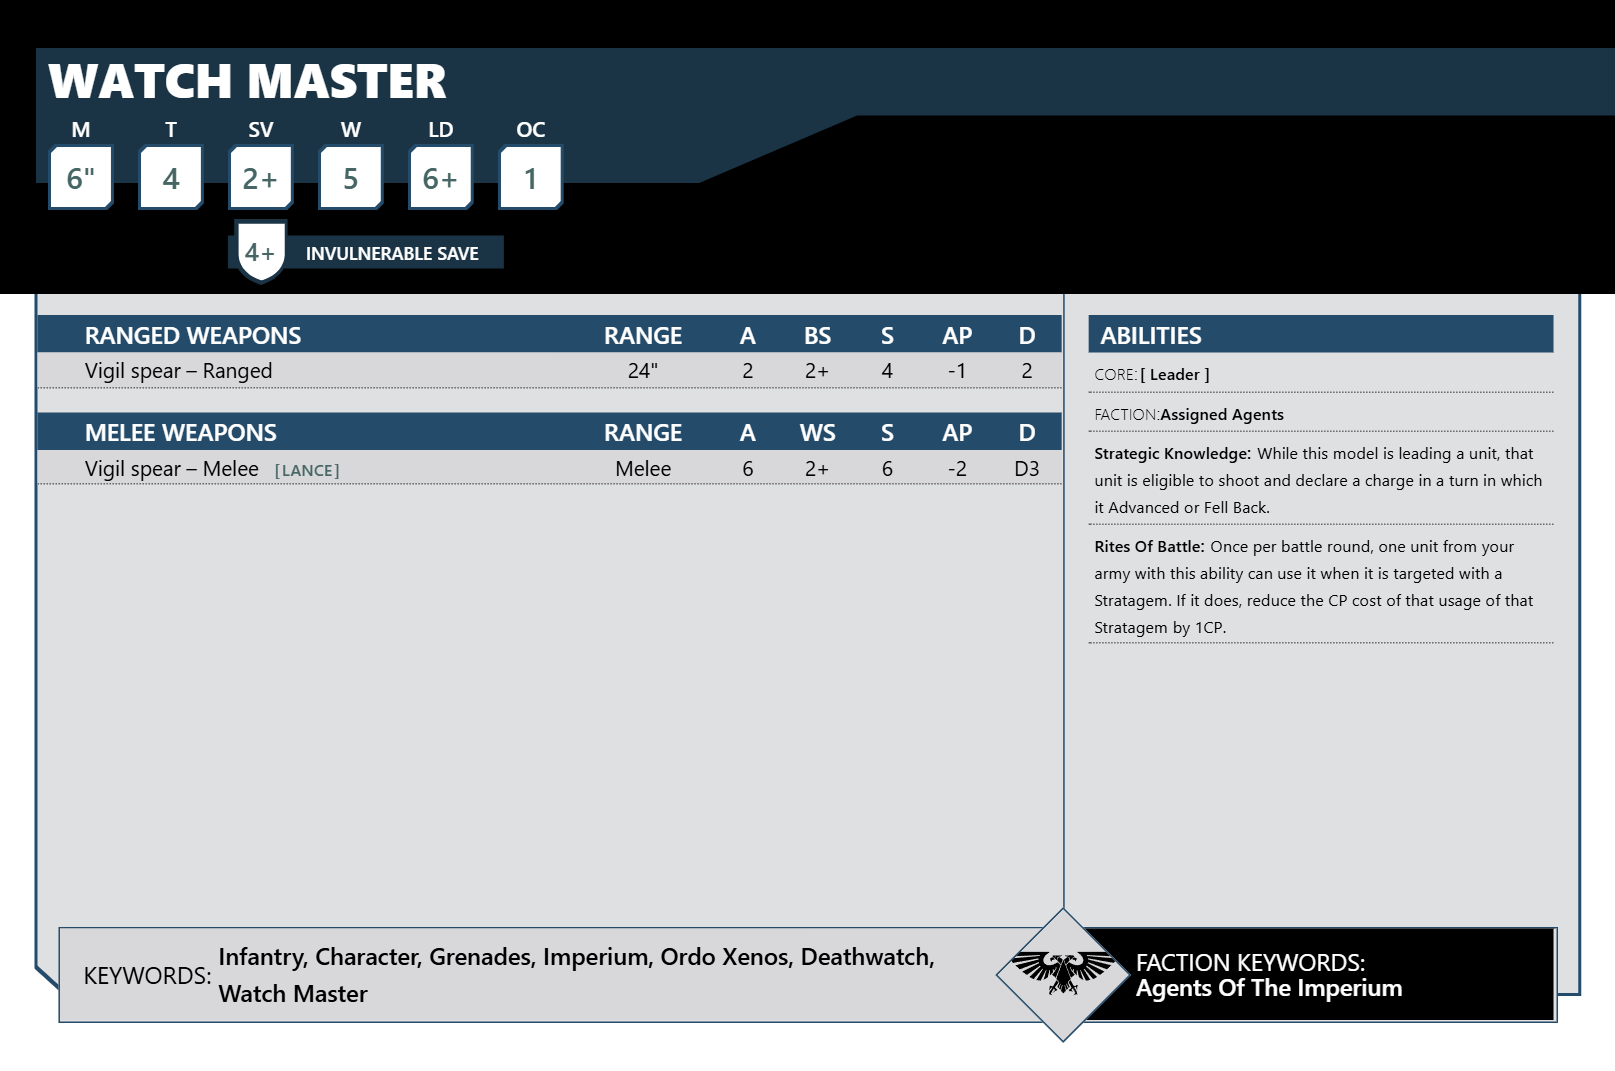 WATCH MASTER
M T SV W LD OC
6" 4 2+ 5 6+ 1
4+ INVULNERABLE SAVE
RANGED WEAPONS RANGE A BS S AP D
Vigil spear – Ranged 24" 2 2+ 4 -1 2
MELEE WEAPONS RANGE A WS S AP D
Vigil spear – Melee [LANCE] Melee 6 2+ 6 -2 D3
ABILITIES
CORE:[ Leader ]
FACTION:Assigned Agents
Strategic Knowledge: While this model is leading a unit, that
unit is eligible to shoot and declare a charge in a turn in which
it Advanced or Fell Back.
Rites Of Battle: Once per battle round, one unit from your
army with this ability can use it when it is targeted with a
Stratagem. If it does, reduce the CP cost of that usage of that
Stratagem by 1CP.
KEYWORDS: Infantry, Character, Grenades, Imperium, Ordo Xenos, Deathwatch,
Watch Master
FACTION KEYWORDS:
Agents Of The Imperium